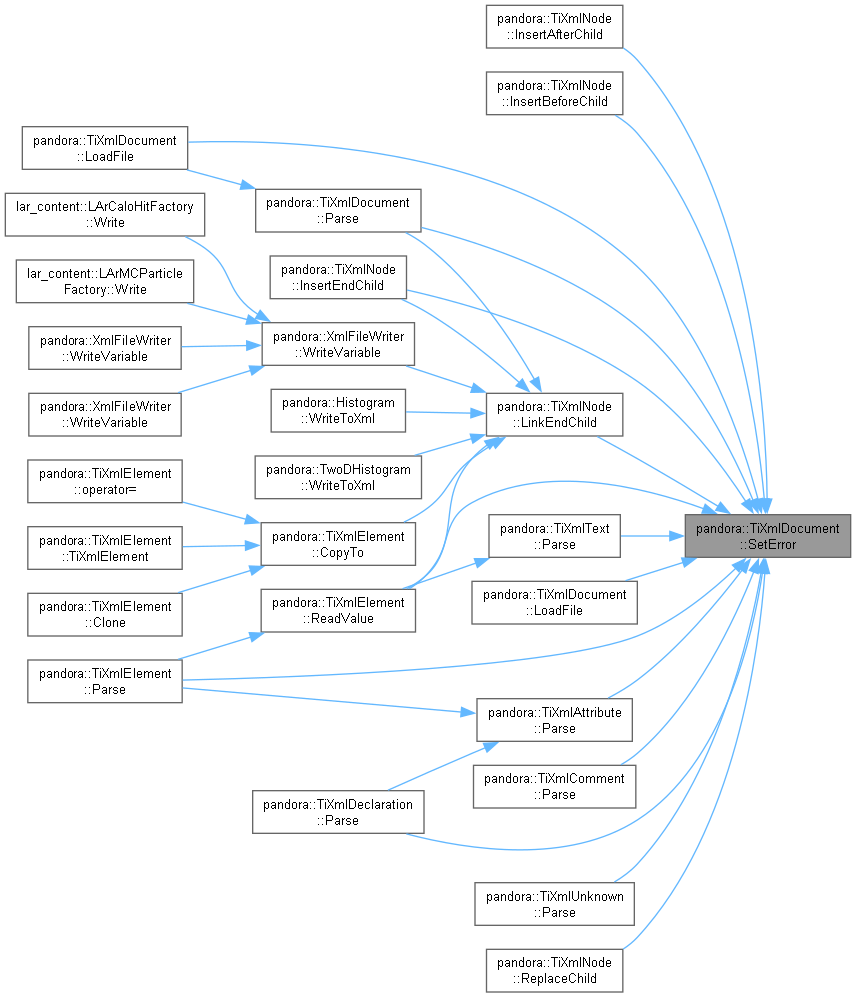 pandora::TiXmlNode
::InsertAfterChild
pandora::TiXmlNode
::InsertBeforeChild
pandora::TiXmlDocument
::LoadFile
pandora::TiXmlDocument
::Parse
lar_content::LArCaloHitFactory
::Write
pandora::TiXmlNode
::InsertEndChild
lar_content::LArMCParticle
Factory::Write
pandora::XmlFileWriter
::WriteVariable
pandora::XmlFileWriter
::WriteVariable
pandora::XmlFileWriter
::WriteVariable
pandora::Histogram
::WriteToXml
pandora::TiXmlNode
::LinkEndChild
pandora::TwoDHistogram
::WriteToXml
pandora::TiXmlElement
::operator=
pandora::TiXmlElement
::TiXmlElement
pandora::TiXmlElement
::CopyTo
pandora::TiXmlText
::Parse
pandora::TiXmlDocument
::SetError
pandora::TiXmlElement
::Clone
pandora::TiXmlElement
::ReadValue
pandora::TiXmlDocument
::LoadFile
pandora::TiXmlElement
::Parse
pandora::TiXmlAttribute
::Parse
pandora::TiXmlComment
::Parse
pandora::TiXmlDeclaration
::Parse
pandora::TiXmlUnknown
::Parse
pandora::TiXmlNode
::ReplaceChild